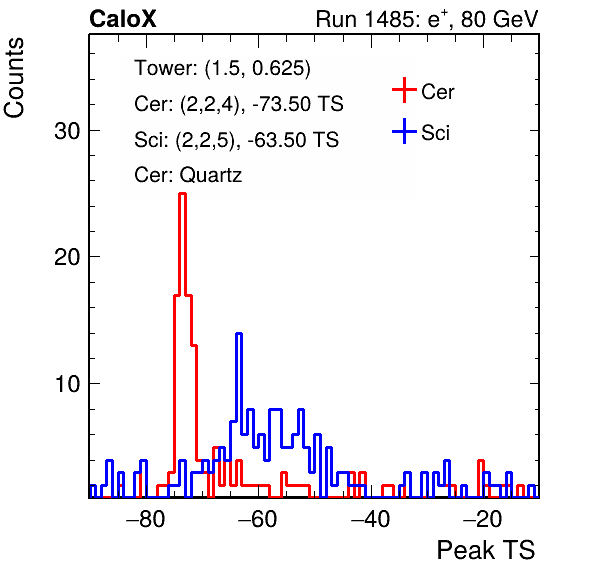 CaloX Run 1485: e⁺, 80 GeV
Counts
Tower: (1.5, 0.625)
Cer: (2,2,4), -73.50 TS
Sci: (2,2,5), -63.50 TS
Cer: Quartz
Cer
Sci
30
20
10
−80 −60 −40 −20
Peak TS